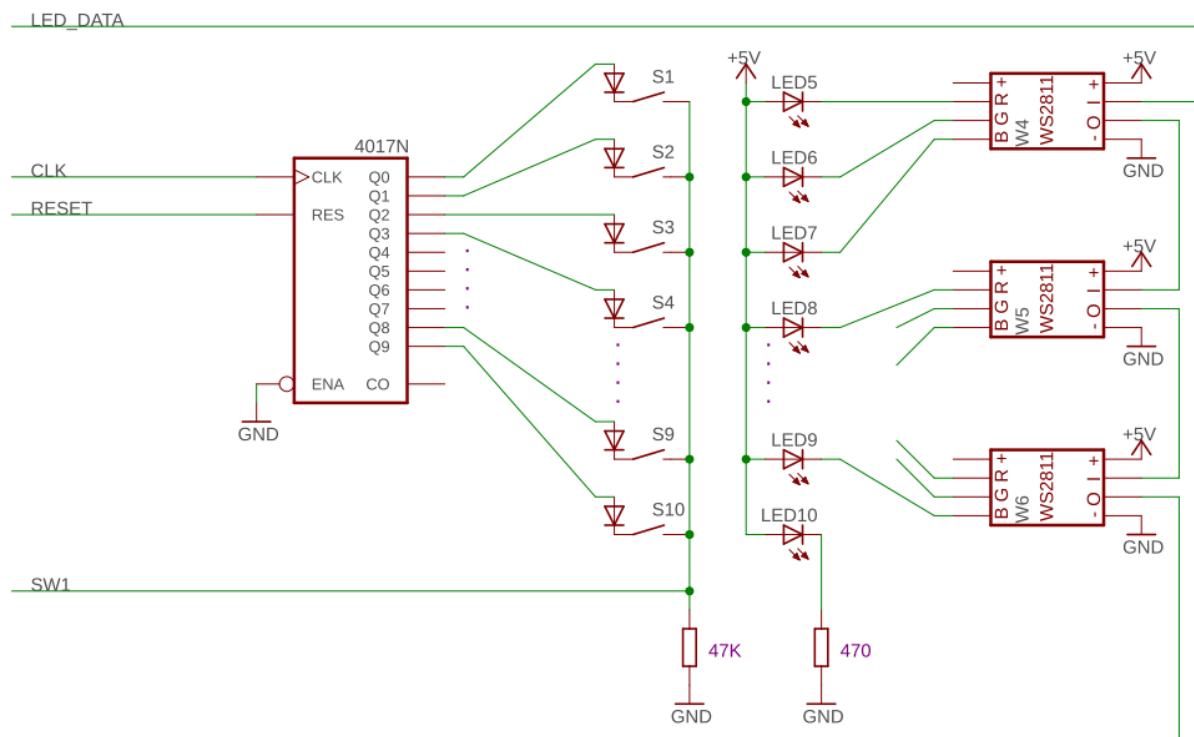 LED_DATA
4017N
CLK
RESET
CLK
RES
ENA
Q0
Q1
Q2
Q3
Q4
Q5
Q6
Q7
Q8
Q9
CO
GND
S1
S2
S3
S4
S9
S10
SW1
47K
GND
+5V
LED5
LED6
LED7
LED8
LED9
LED10
470
GND
B G R +
W4
WS2811
- O I +
+5V
GND
B G R +
W5
WS2811
- O I +
+5V
GND
B G R +
W6
WS2811
- O I +
+5V
GND